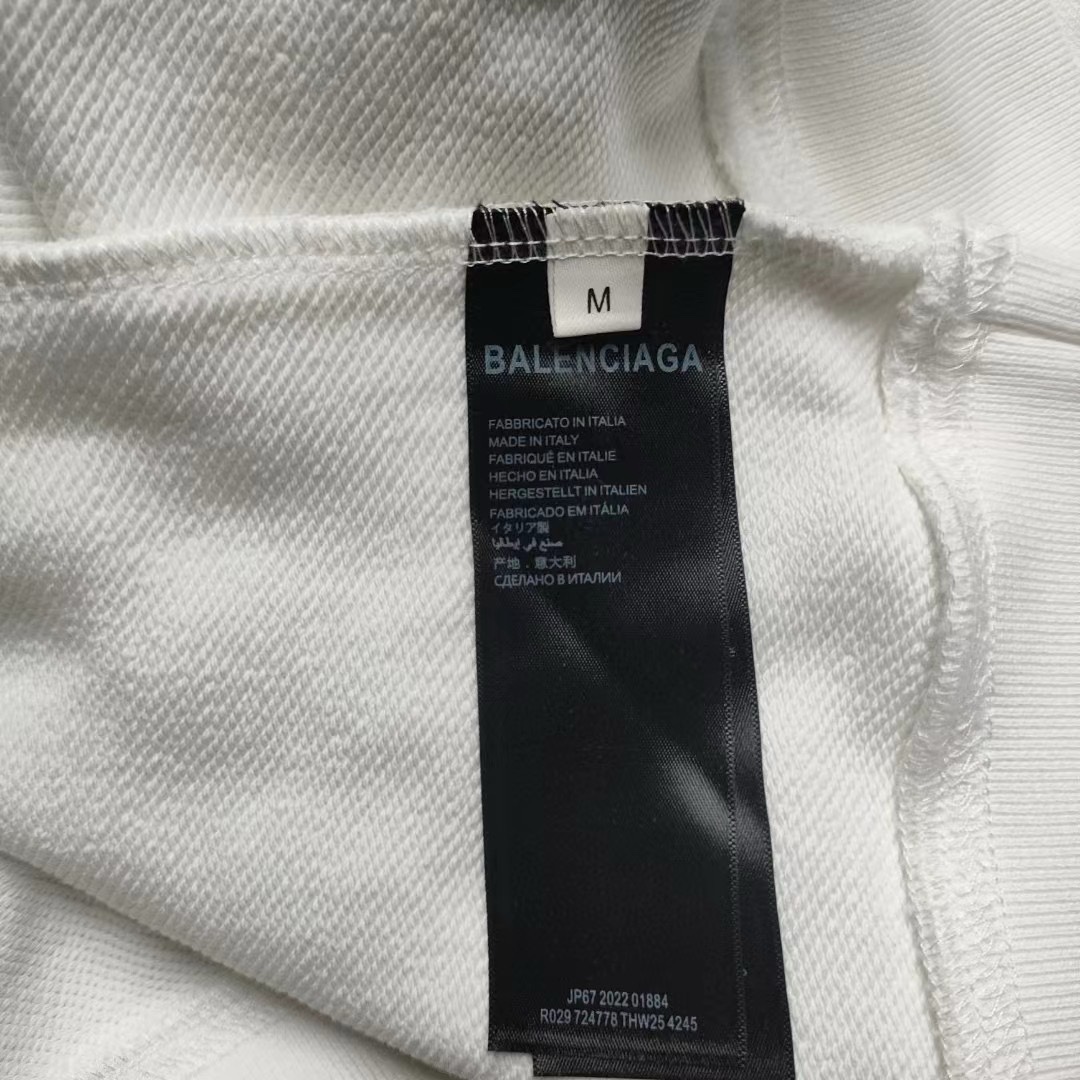 M
BALENCIAGA
FABBRICATO IN ITALIA
MADE IN ITALY
FABRIQUÉ EN ITALIE
HECHO EN ITALIA
HERGESTELLT IN ITALIEN
FABRICADO EM ITÁLIA
イタリア製
صنع في إيطاليا
产地．意大利
СДЕЛАНО В ИТАЛИИ
JP67 2022 01884
R029 724778 THW25 4245